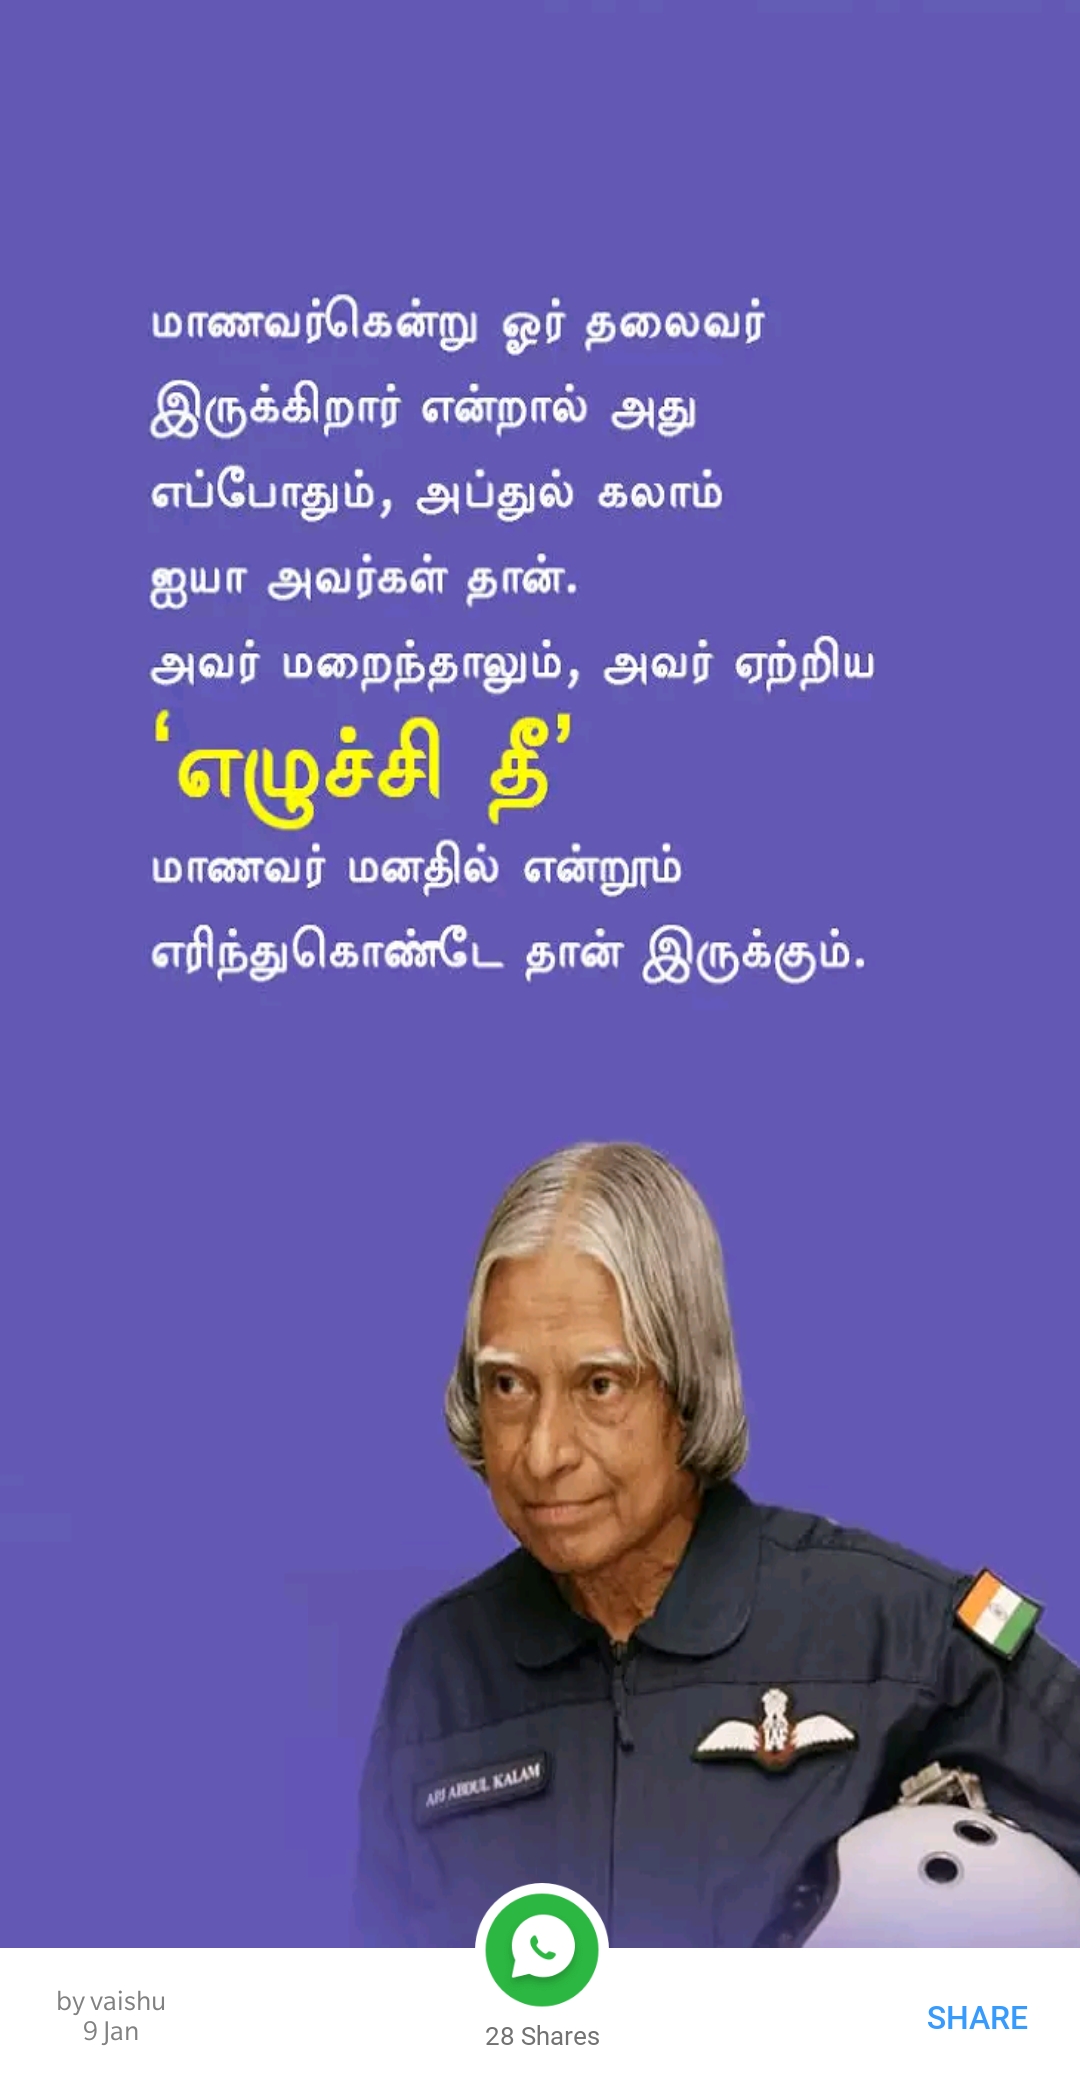 மாணவர்கென்று ஓர் தலைவர்
இருக்கிறார் என்றால் அது
எப்போதும், அப்துல் கலாம்
ஐயா அவர்கள் தான்.
அவர் மறைந்தாலும், அவர் ஏற்றிய
‘எழுச்சி தீ’
மாணவர் மனதில் என்றூம்
எரிந்துகொண்டே தான் இருக்கும்.
APJ ABDUL KALAM
IAF
by vaishu
9 Jan
28 Shares
SHARE